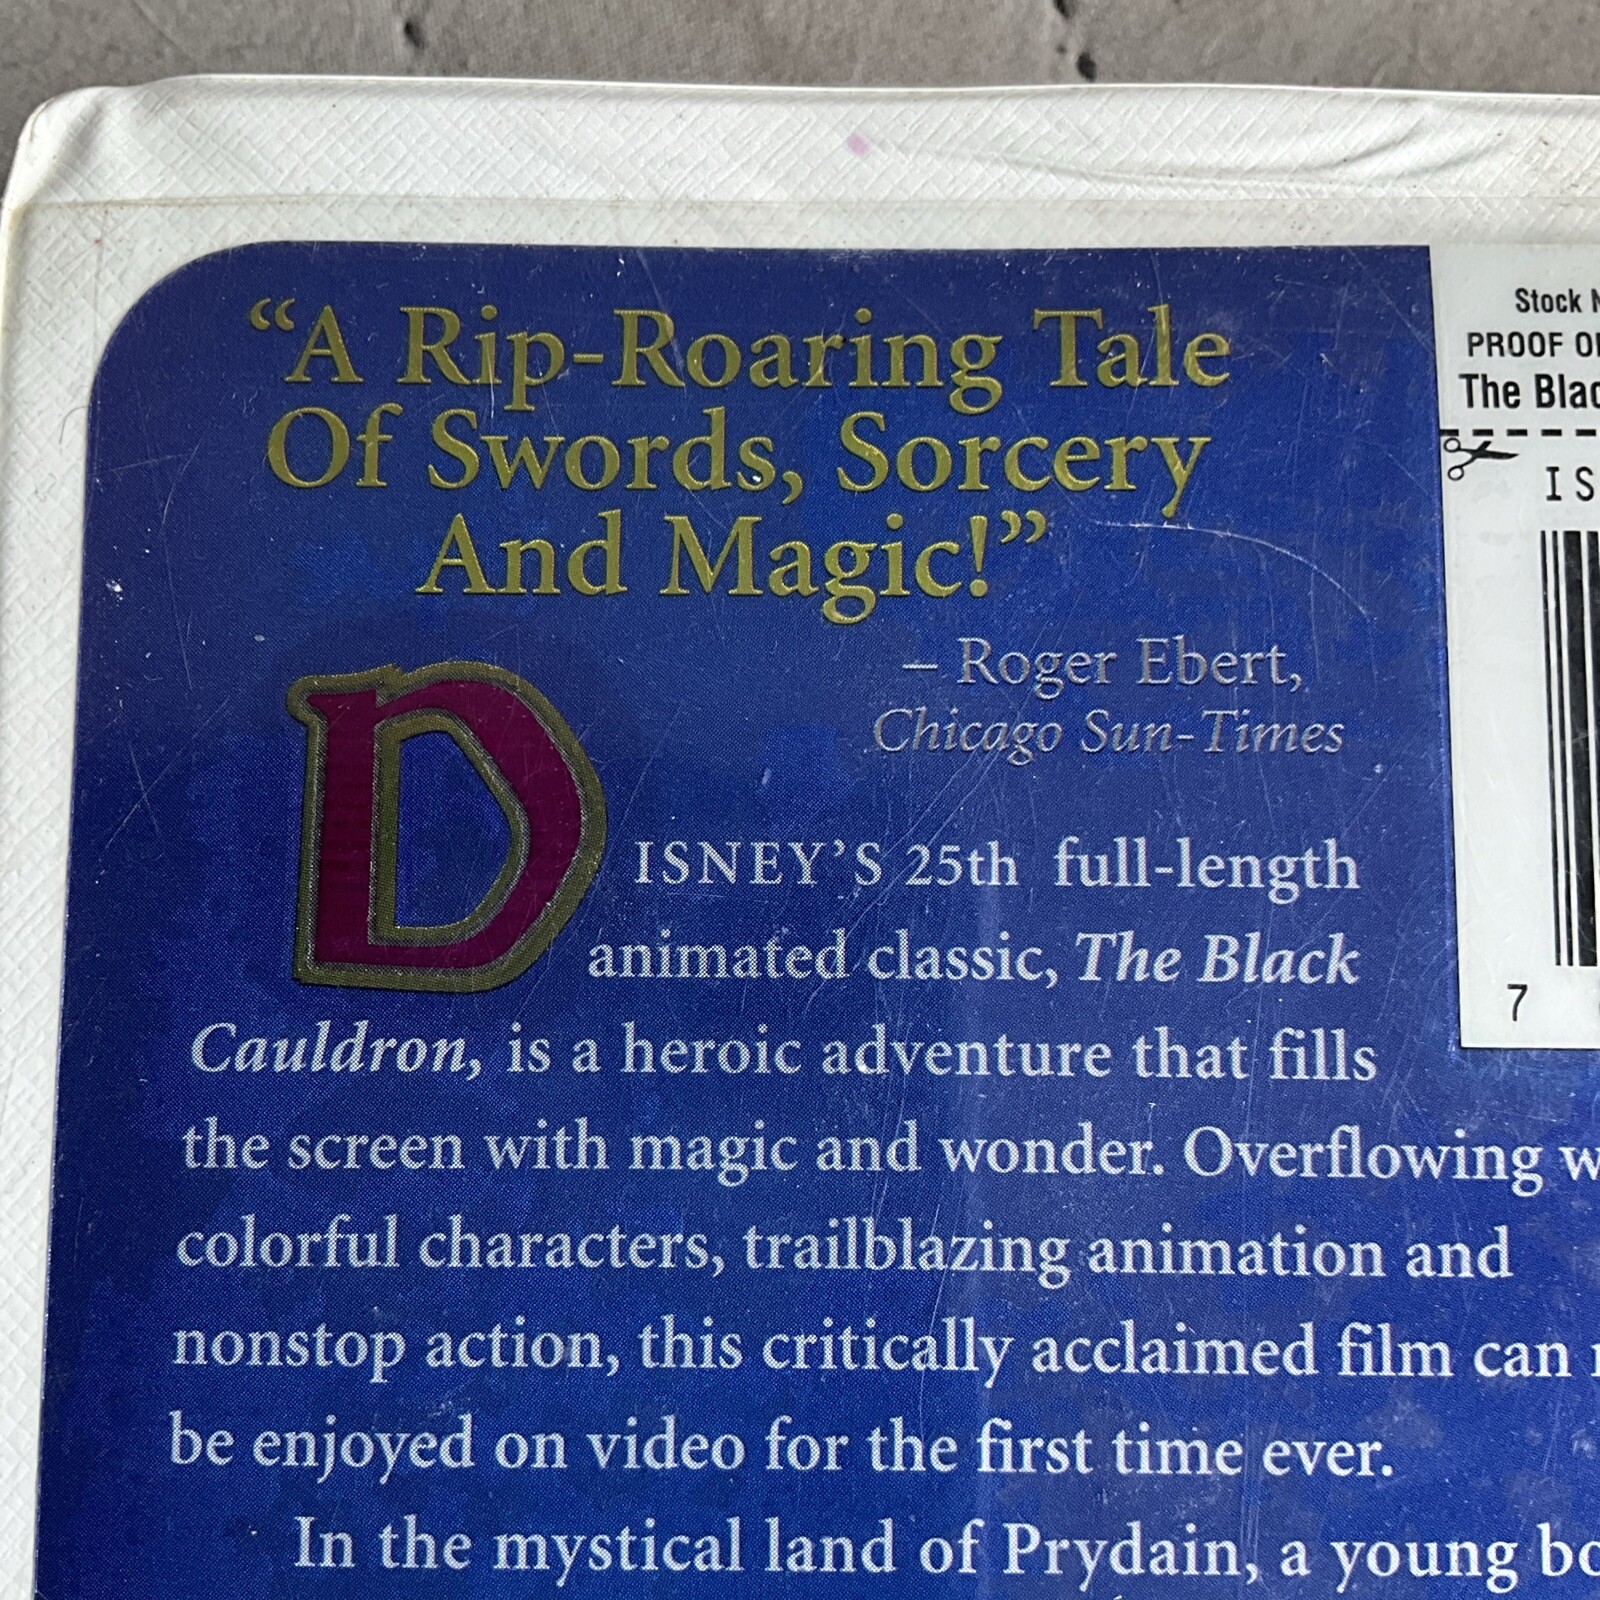 “A Rip-Roaring Tale
Of Swords, Sorcery
And Magic!”
– Roger Ebert,
Chicago Sun-Times
DISNEY’S 25th full-length
animated classic, The Black
Cauldron, is a heroic adventure that fills
the screen with magic and wonder. Overflowing
colorful characters, trailblazing animation and
nonstop action, this critically acclaimed film can
be enjoyed on video for the first time ever.
In the mystical land of Prydain, a young
Stock
PROOF
The
7